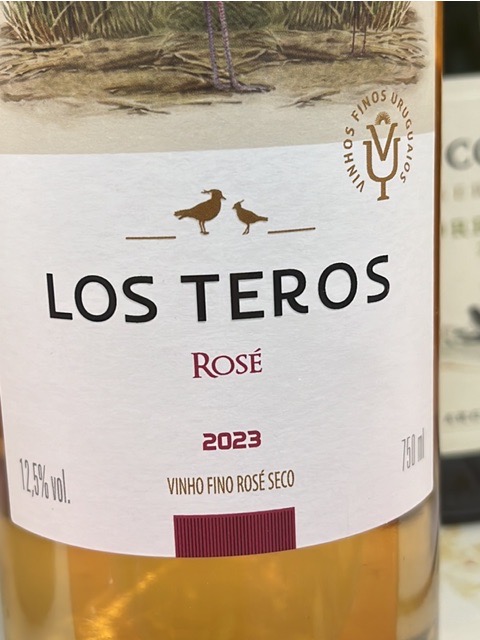 VINHOS FINOS URUGUAIOS
VU
LOS TEROS
ROSÉ
2023
12,5% vol.
750 ml
VINHO FINO ROSÉ SECO